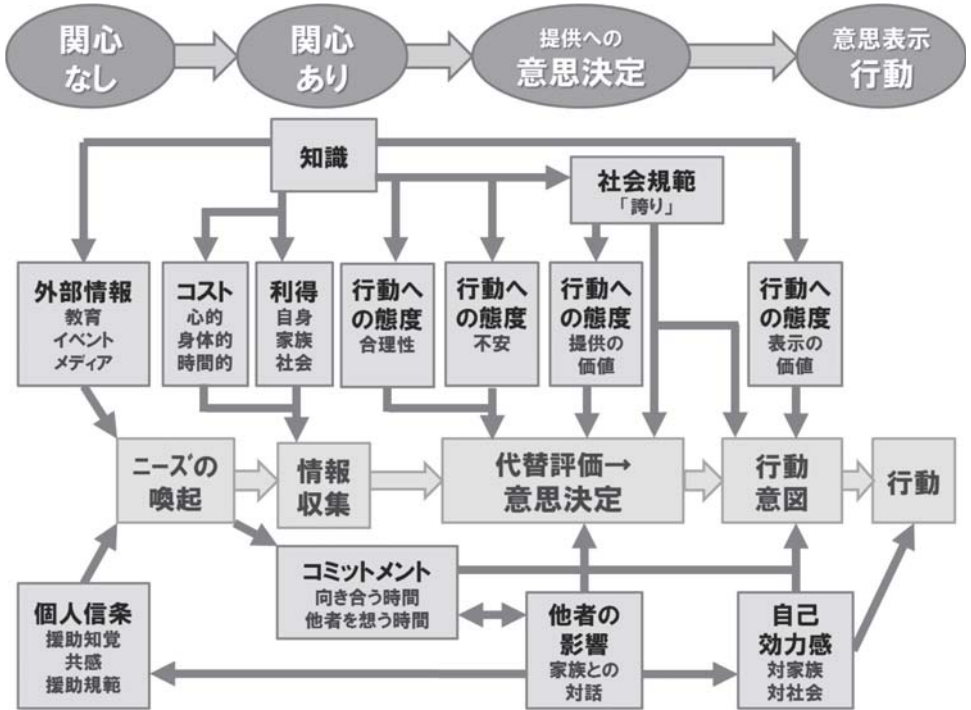 関心
なし
関心
あり
提供への
意思決定
意思表示
行動
知識
社会規範
「誇り」
外部情報
教育
イベント
メディア
コスト
心的
身体的
時間的
利得
自身
家族
社会
行動へ
の態度
合理性
行動へ
の態度
不安
行動へ
の態度
提供の
価値
行動へ
の態度
表示の
価値
ニーズの
喚起
情報
収集
代替評価→
意思決定
行動
意図
行動
コミットメント
向き合う時間
他者を想う時間
個人信条
援助知覚
共感
援助規範
他者の
影響
家族との
対話
自己
効力感
対家族
対社会